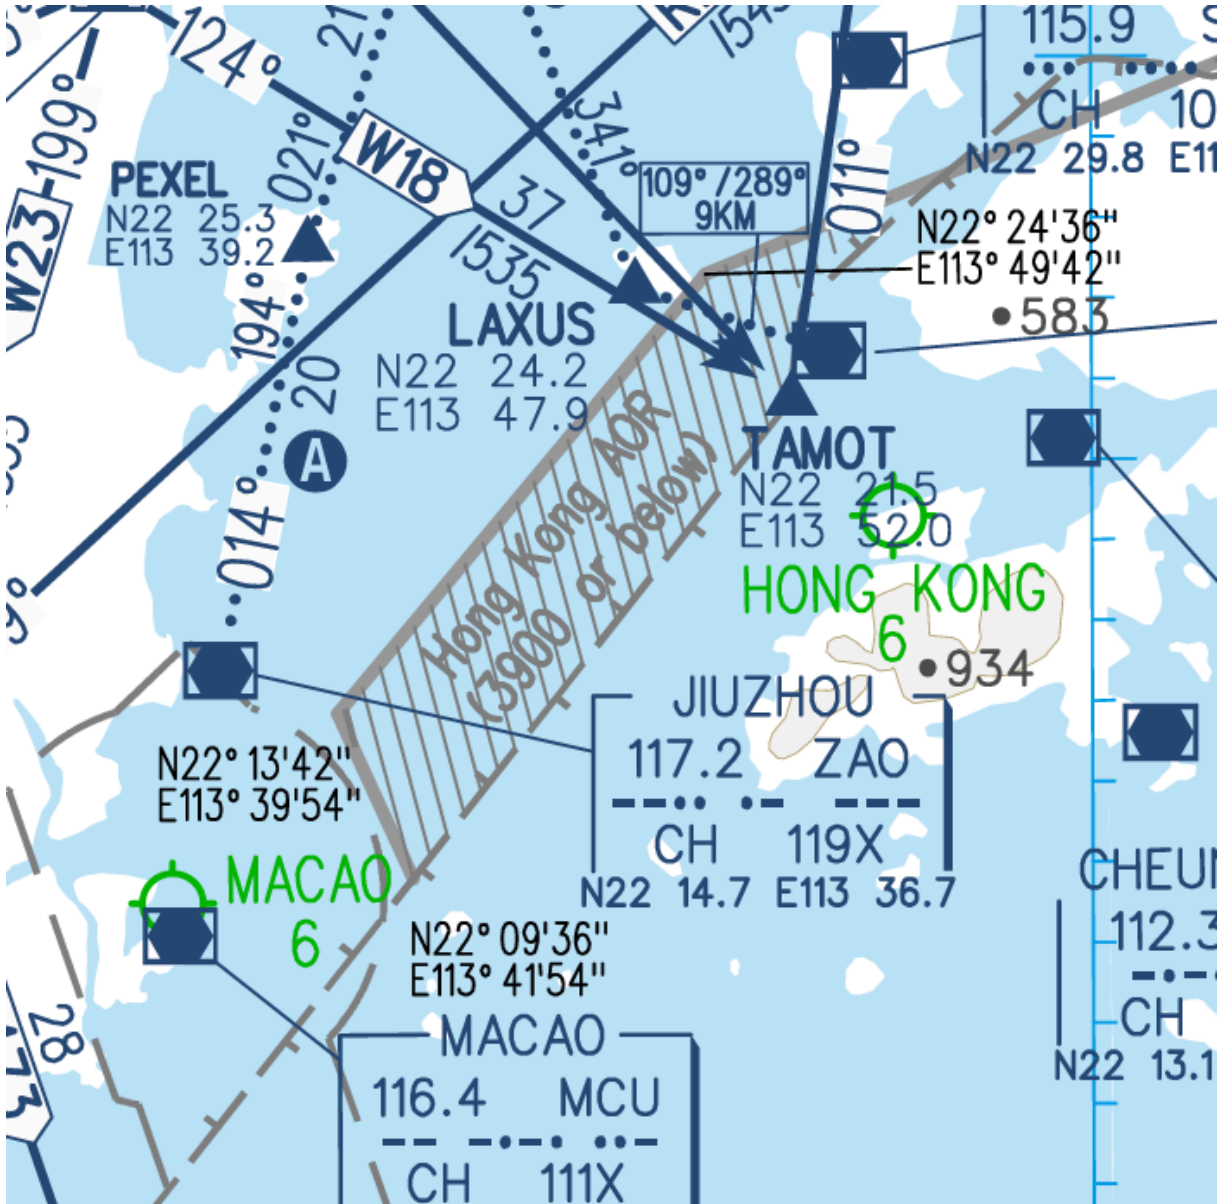 124°
21
115.9
S
CH 10
N22 29.8 E11
W23
199°
PEXEL
N22 25.3
E113 39.2
021°
W18
37
1535
341°
1543
109°/289°
9KM
011°
N22° 24'36"
E113° 49'42"
583
194°
20
A
014°
LAXUS
N22 24.2
E113 47.9
Hong Kong AOR
(3900 or below)
TAMOT
N22 21.5
E113 52.0
HONG KONG
6
934
JIUZHOU
117.2 ZAO
CH 119X
N22 14.7 E113 36.7
N22° 13'42"
E113° 39'54"
MACAO
6
N22° 09'36"
E113° 41'54"
MACAO
116.4 MCU
CH 111X
CHEUN
112.3
CH
N22 13.1
28